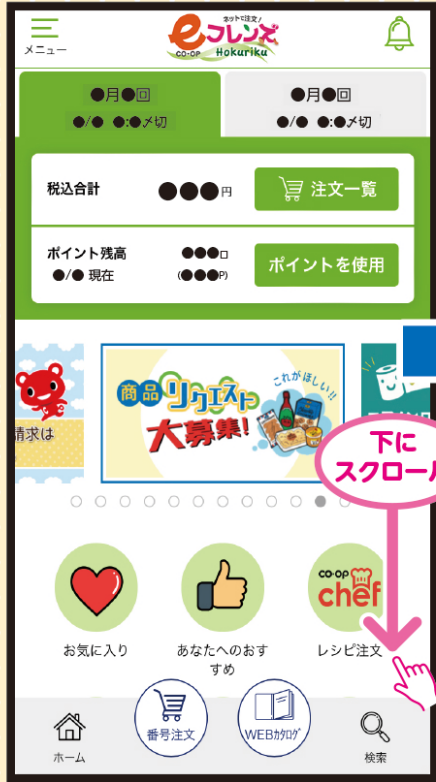 ネットで注文!
eフレンズ
CO-OP Hokuriku
メニュー
●月●回
●/● ●:●〆切
●月●回
●/● ●:●〆切
税込合計 ●●●円
注文一覧
ポイント残高 ●●●口
●/● 現在 (●●●P)
ポイントを使用
請求は
商品リクエスト
大募集!
これがほしい!!
下に
スクロール
お気に入り
あなたへのおす
すめ
CO·OP
chef
レシピ注文
ホーム
番号注文
WEBカタログ
検索